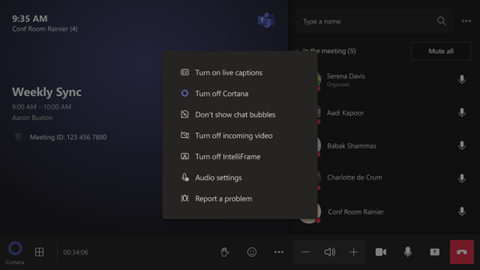 9:35 AM
Conf Room Rainier (4)
Weekly Sync
9:00 AM - 10:00 AM
Aaron Buxton
Meeting ID: 123 456 7890
Turn on live captions
Turn off Cortana
Don't show chat bubbles
Turn off incoming video
Turn off IntelliFrame
Audio settings
Report a problem
Type a name
In the meeting (5)
Mute all
Serena Davis
Organizer
Aadi Kapoor
Babak Shammas
Charlotte de Crum
Conf Room Rainier
Cortana
00:34:06